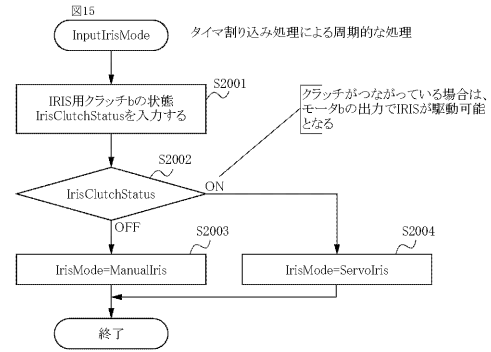 図15
InputIrisMode
タイマ割り込み処理による周期的な処理
S2001
IRIS用クラッチbの状態
IrisClutchStatusを入力する
クラッチがつながっている場合は、
モータbの出力でIRISが駆動可能
となる
S2002
IrisClutchStatus
ON
OFF
S2003
IrisMode=ManualIris
S2004
IrisMode=ServoIris
終了